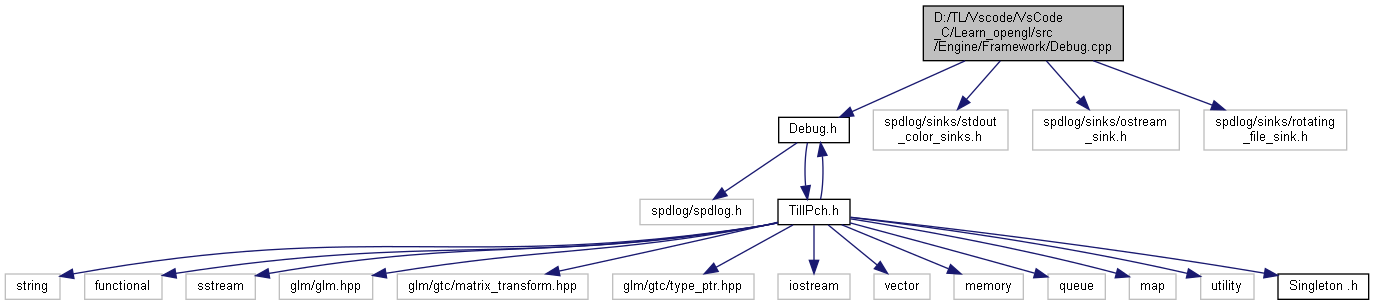 D:/TL/Vscode/VsCode
_C/Learn_opengl/src
/Engine/Framework/Debug.cpp
Debug.h
spdlog/sinks/stdout
_color_sinks.h
spdlog/sinks/ostream
_sink.h
spdlog/sinks/rotating
_file_sink.h
spdlog/spdlog.h
TillPch.h
string
functional
sstream
glm/glm.hpp
glm/gtc/matrix_transform.hpp
glm/gtc/type_ptr.hpp
iostream
vector
memory
queue
map
utility
Singleton .h